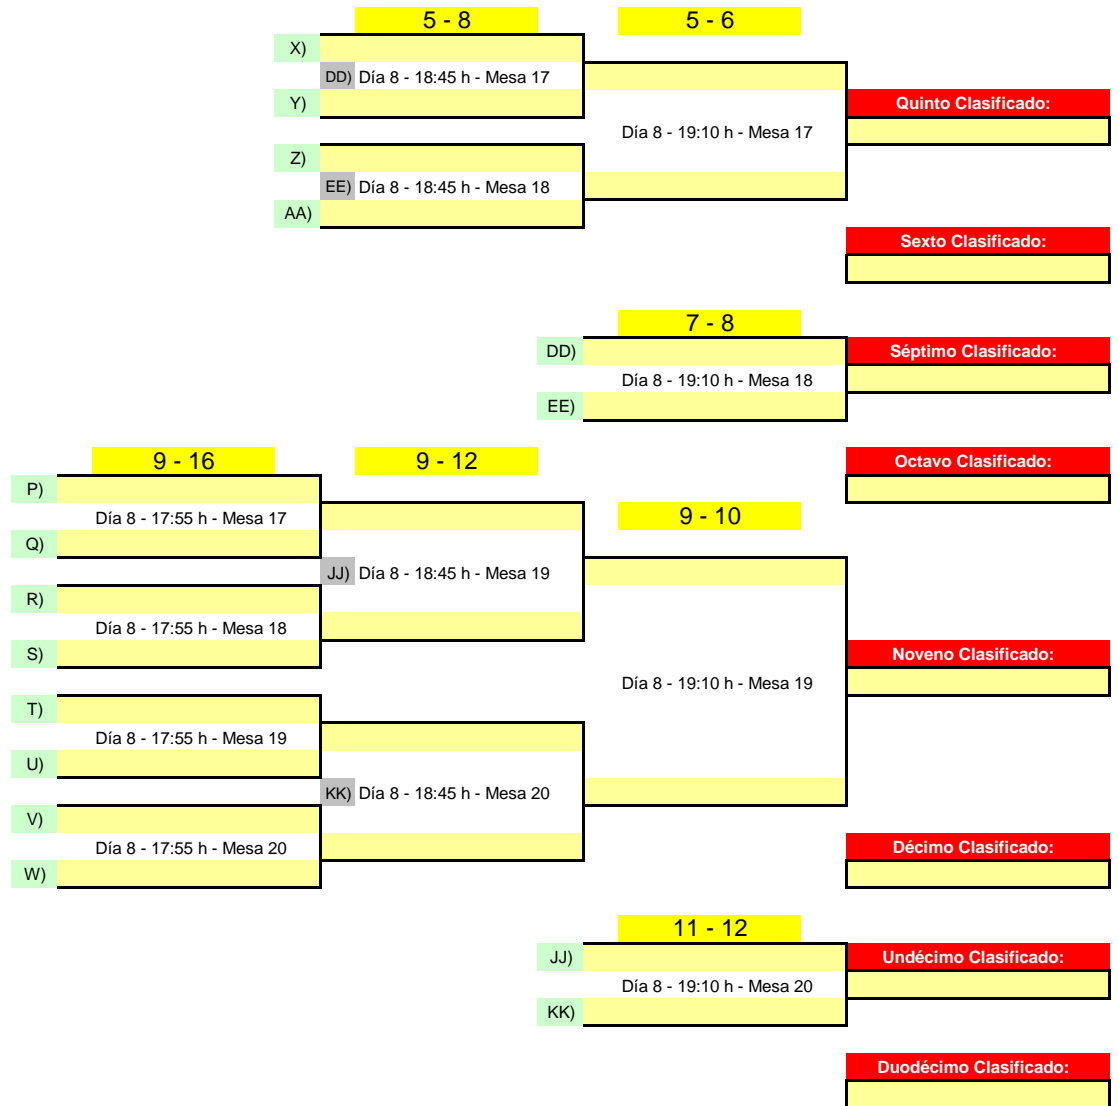 5 - 8
5 - 6
X)
DD) Día 8 - 18:45 h - Mesa 17
Y)
Quinto Clasificado:
Día 8 - 19:10 h - Mesa 17
Z)
EE) Día 8 - 18:45 h - Mesa 18
AA)
Sexto Clasificado:
7 - 8
DD)
Séptimo Clasificado:
Día 8 - 19:10 h - Mesa 18
EE)
9 - 16
9 - 12
Octavo Clasificado:
P)
Día 8 - 17:55 h - Mesa 17
9 - 10
Q)
JJ) Día 8 - 18:45 h - Mesa 19
R)
Día 8 - 17:55 h - Mesa 18
S)
Noveno Clasificado:
Día 8 - 19:10 h - Mesa 19
T)
Día 8 - 17:55 h - Mesa 19
U)
KK) Día 8 - 18:45 h - Mesa 20
V)
Día 8 - 17:55 h - Mesa 20
Décimo Clasificado:
W)
11 - 12
JJ)
Undécimo Clasificado:
Día 8 - 19:10 h - Mesa 20
KK)
Duodécimo Clasificado: